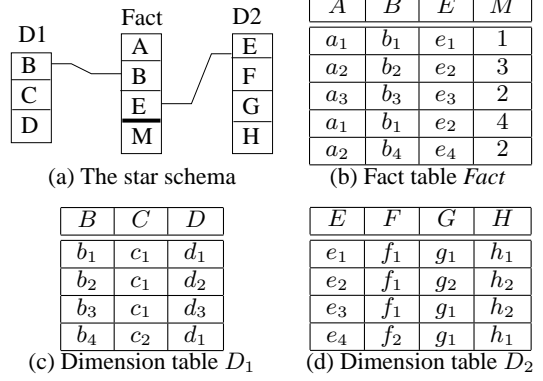 D1
B
C
D
Fact
A
B
E
M
D2
E
F
G
H
(a) The star schema
A B E M
a₁ b₁ e₁ 1
a₂ b₂ e₂ 3
a₃ b₃ e₃ 2
a₁ b₁ e₂ 4
a₂ b₄ e₄ 2
(b) Fact table Fact
B C D
b₁ c₁ d₁
b₂ c₁ d₂
b₃ c₁ d₃
b₄ c₂ d₁
(c) Dimension table D₁
E F G H
e₁ f₁ g₁ h₁
e₂ f₁ g₂ h₂
e₃ f₁ g₁ h₂
e₄ f₂ g₁ h₁
(d) Dimension table D₂